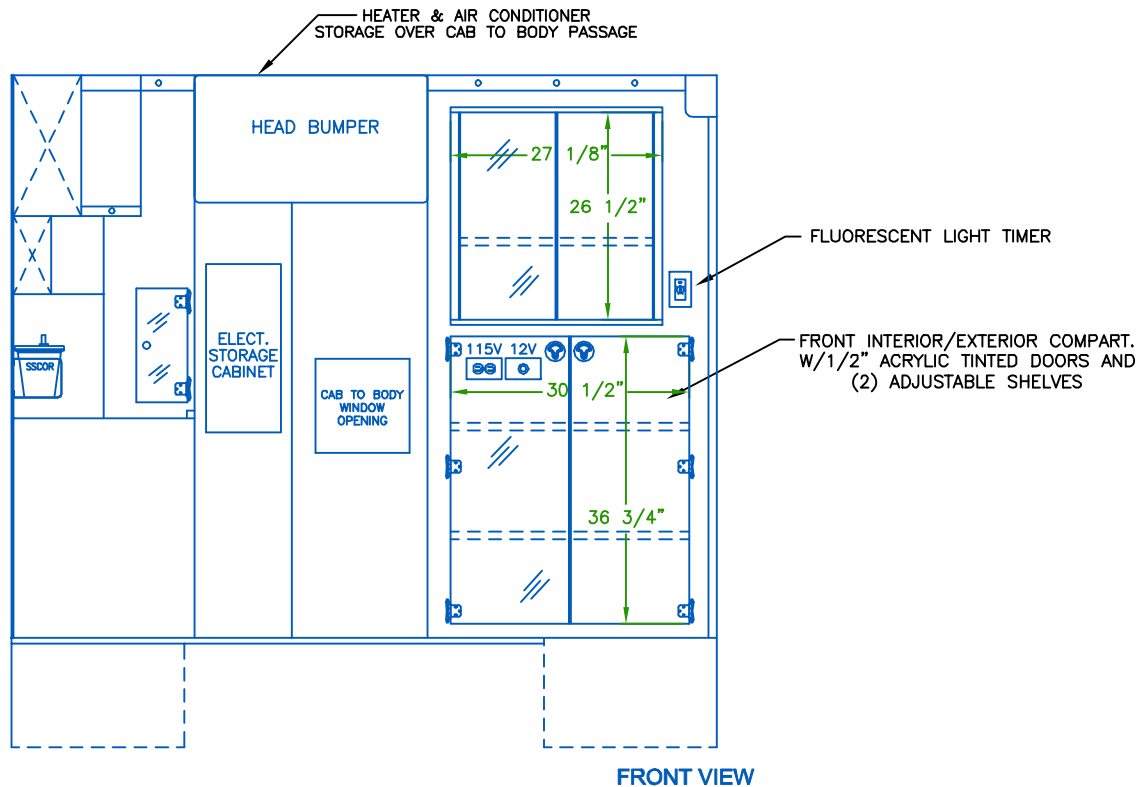 HEATER & AIR CONDITIONER
STORAGE OVER CAB TO BODY PASSAGE
HEAD BUMPER
27 1/8"
26 1/2"
FLUORESCENT LIGHT TIMER
ELECT.
STORAGE
CABINET
SSCOR
115V 12V
FRONT INTERIOR/EXTERIOR COMPART.
W/1/2" ACRYLIC TINTED DOORS AND
(2) ADJUSTABLE SHELVES
30 1/2"
CAB TO BODY
WINDOW
OPENING
36 3/4"
FRONT VIEW